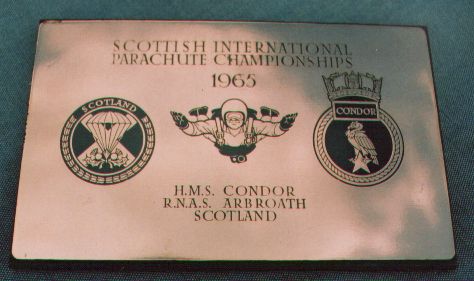 SCOTTISH INTERNATIONAL
PARACHUTE CHAMPIONSHIPS
1965
SCOTLAND
CONDOR
H.M.S. CONDOR
R.N.A.S. ARBROATH
SCOTLAND